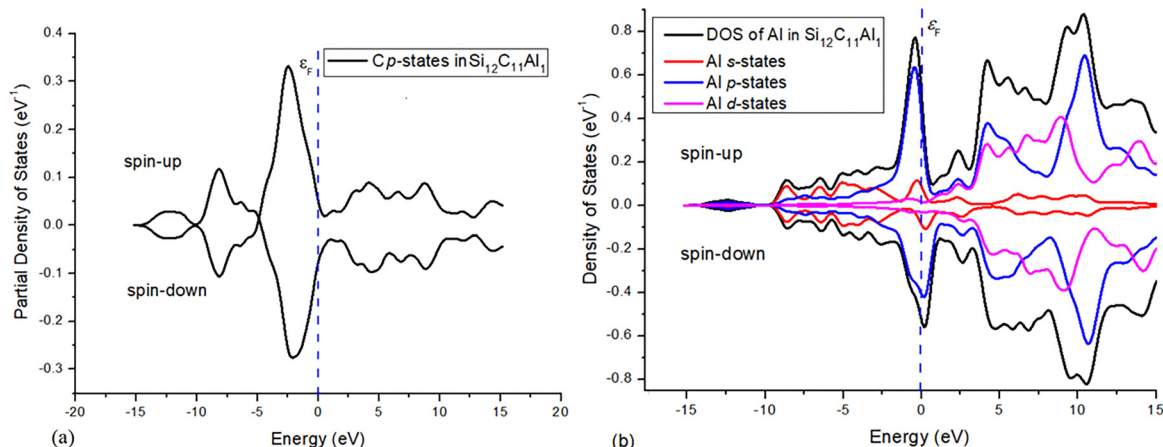 0.4
0.3
0.2
0.1
0.0
-0.1
-0.2
-0.3
Partial Density of States (eV⁻¹)
εF
C p-states in Si₁₂C₁₁Al₁
spin-up
spin-down
-20 -15 -10 -5 0 5 10 15 20
(a)
Energy (eV)
0.8
0.6
0.4
0.2
0.0
-0.2
-0.4
-0.6
-0.8
Density of States (eV⁻¹)
DOS of Al in Si₁₂C₁₁Al₁
Al s-states
Al p-states
Al d-states
εF
spin-up
spin-down
-15 -10 -5 0 5 10 15
(b)
Energy (eV)